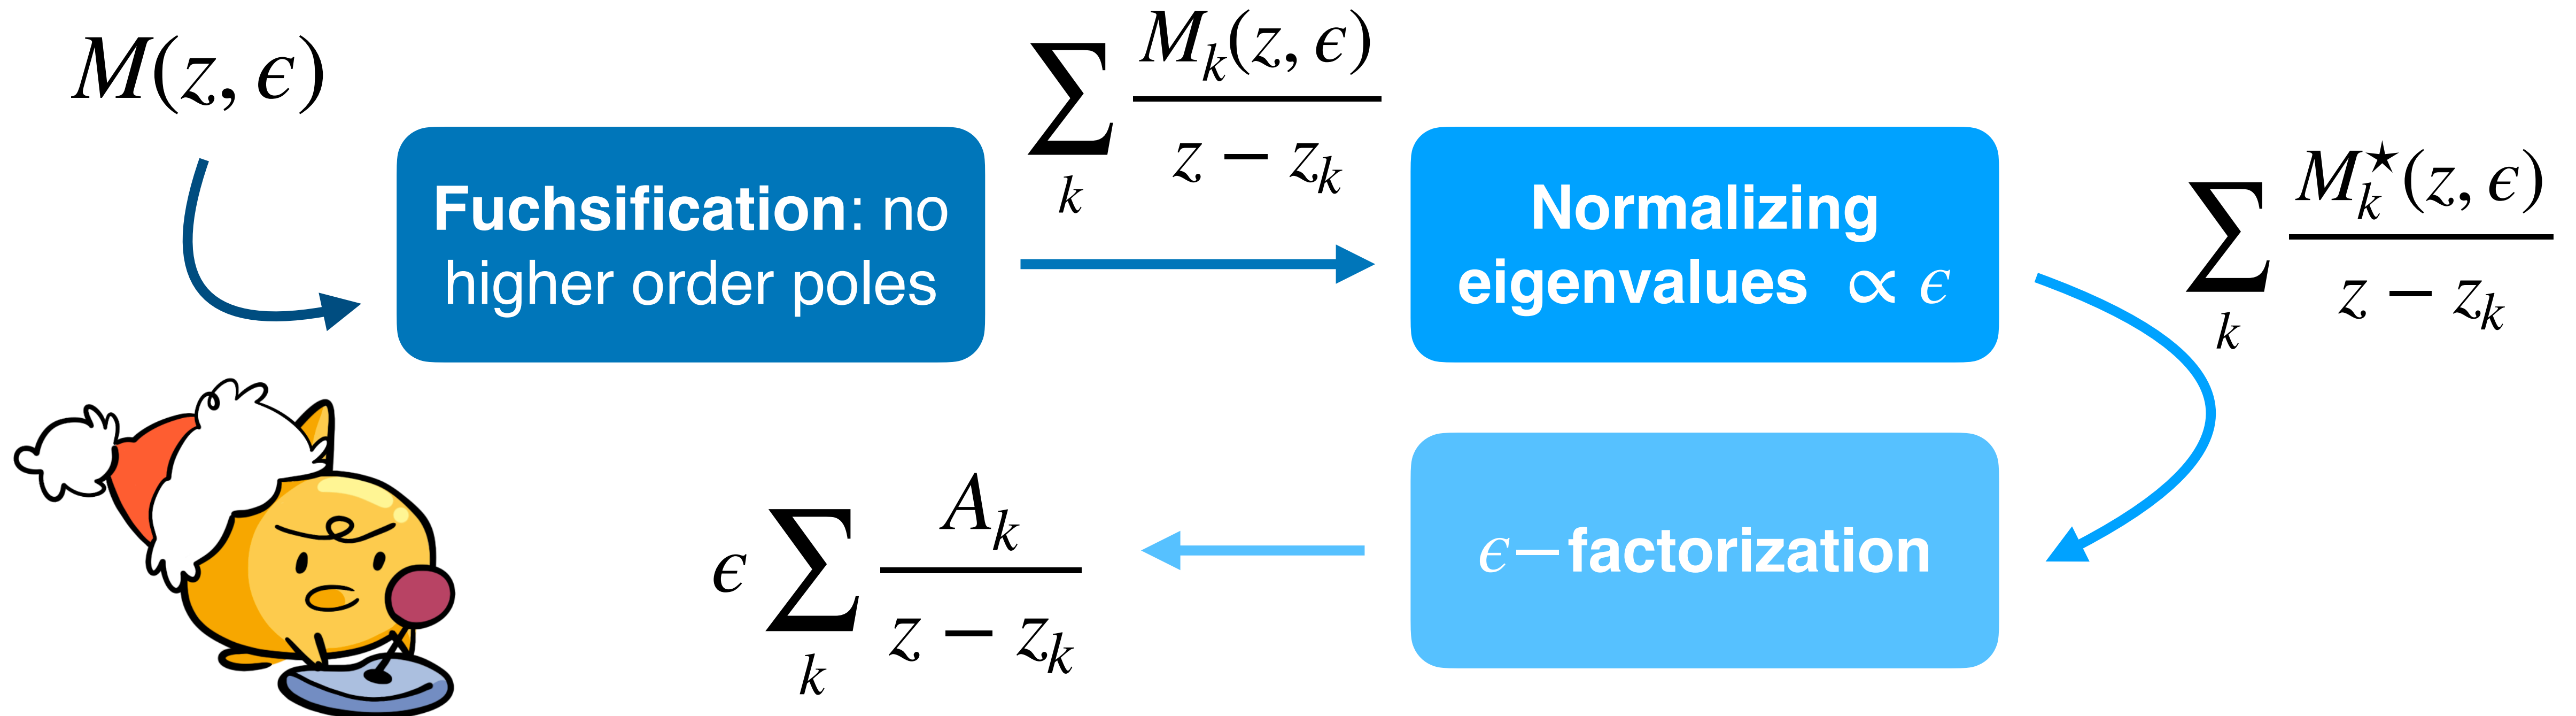 M(z, ϵ)
Fuchsification: no
higher order poles
∑_k M_k(z, ϵ) / (z − z_k)
Normalizing
eigenvalues ∝ ϵ
∑_k M_k^⋆(z, ϵ) / (z − z_k)
ϵ−factorization
ϵ ∑_k A_k / (z − z_k)